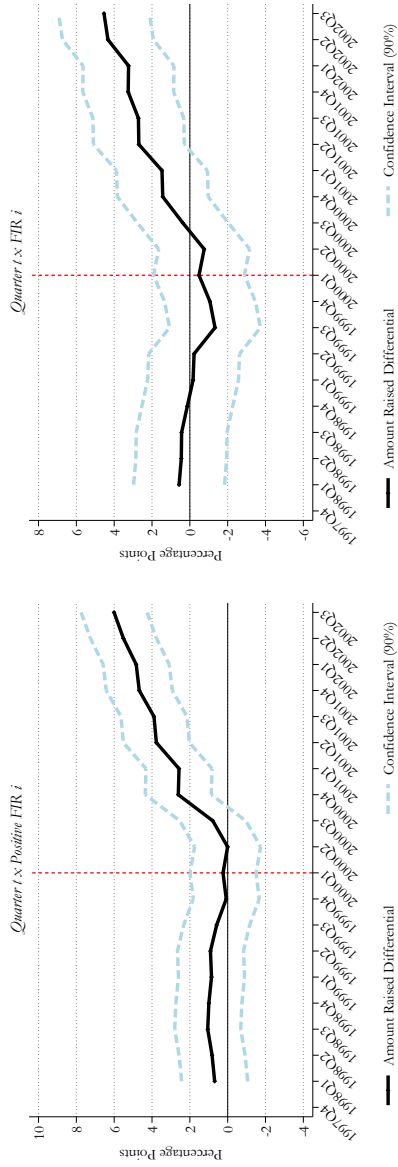 Quarter t x Positive FIR i
10
8
6
4
2
0
-2
-4
Percentage Points
1997Q4
1998Q1
1998Q2
1998Q3
1998Q4
1999Q1
1999Q2
1999Q3
1999Q4
2000Q1
2000Q2
2000Q3
2000Q4
2001Q1
2001Q2
2001Q3
2001Q4
2002Q1
2002Q2
2002Q3
Amount Raised Differential
Confidence Interval (90%)
Quarter t x FIR i
8
6
4
2
0
-2
-4
-6
Percentage Points
1997Q4
1998Q1
1998Q2
1998Q3
1998Q4
1999Q1
1999Q2
1999Q3
1999Q4
2000Q1
2000Q2
2000Q3
2000Q4
2001Q1
2001Q2
2001Q3
2001Q4
2002Q1
2002Q2
2002Q3
Amount Raised Differential
Confidence Interval (90%)